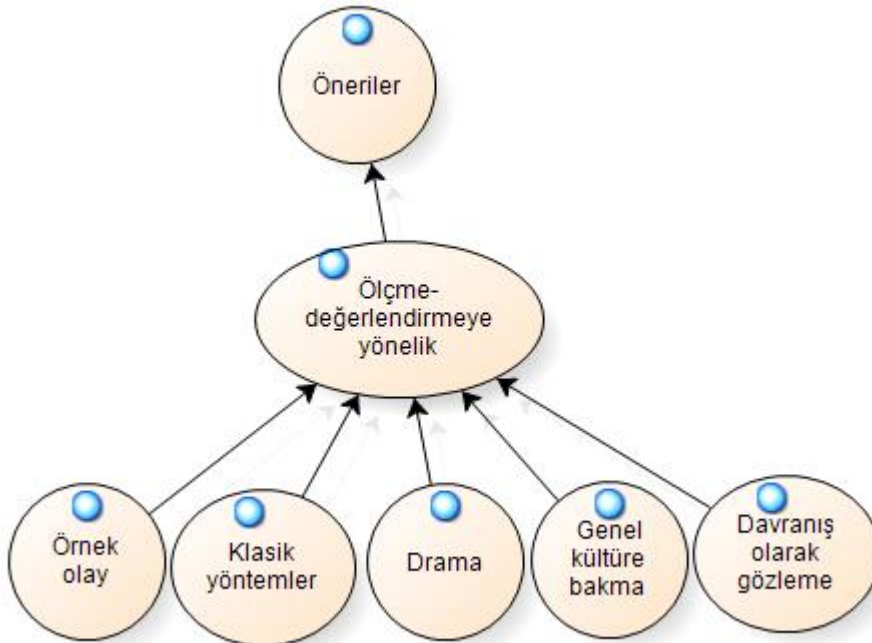 Öneriler
Ölçme-
değerlendirmeye
yönelik
Örnek
olay
Klasik
yöntemler
Drama
Genel
kültüre
bakma
Davranış
olarak
gözleme